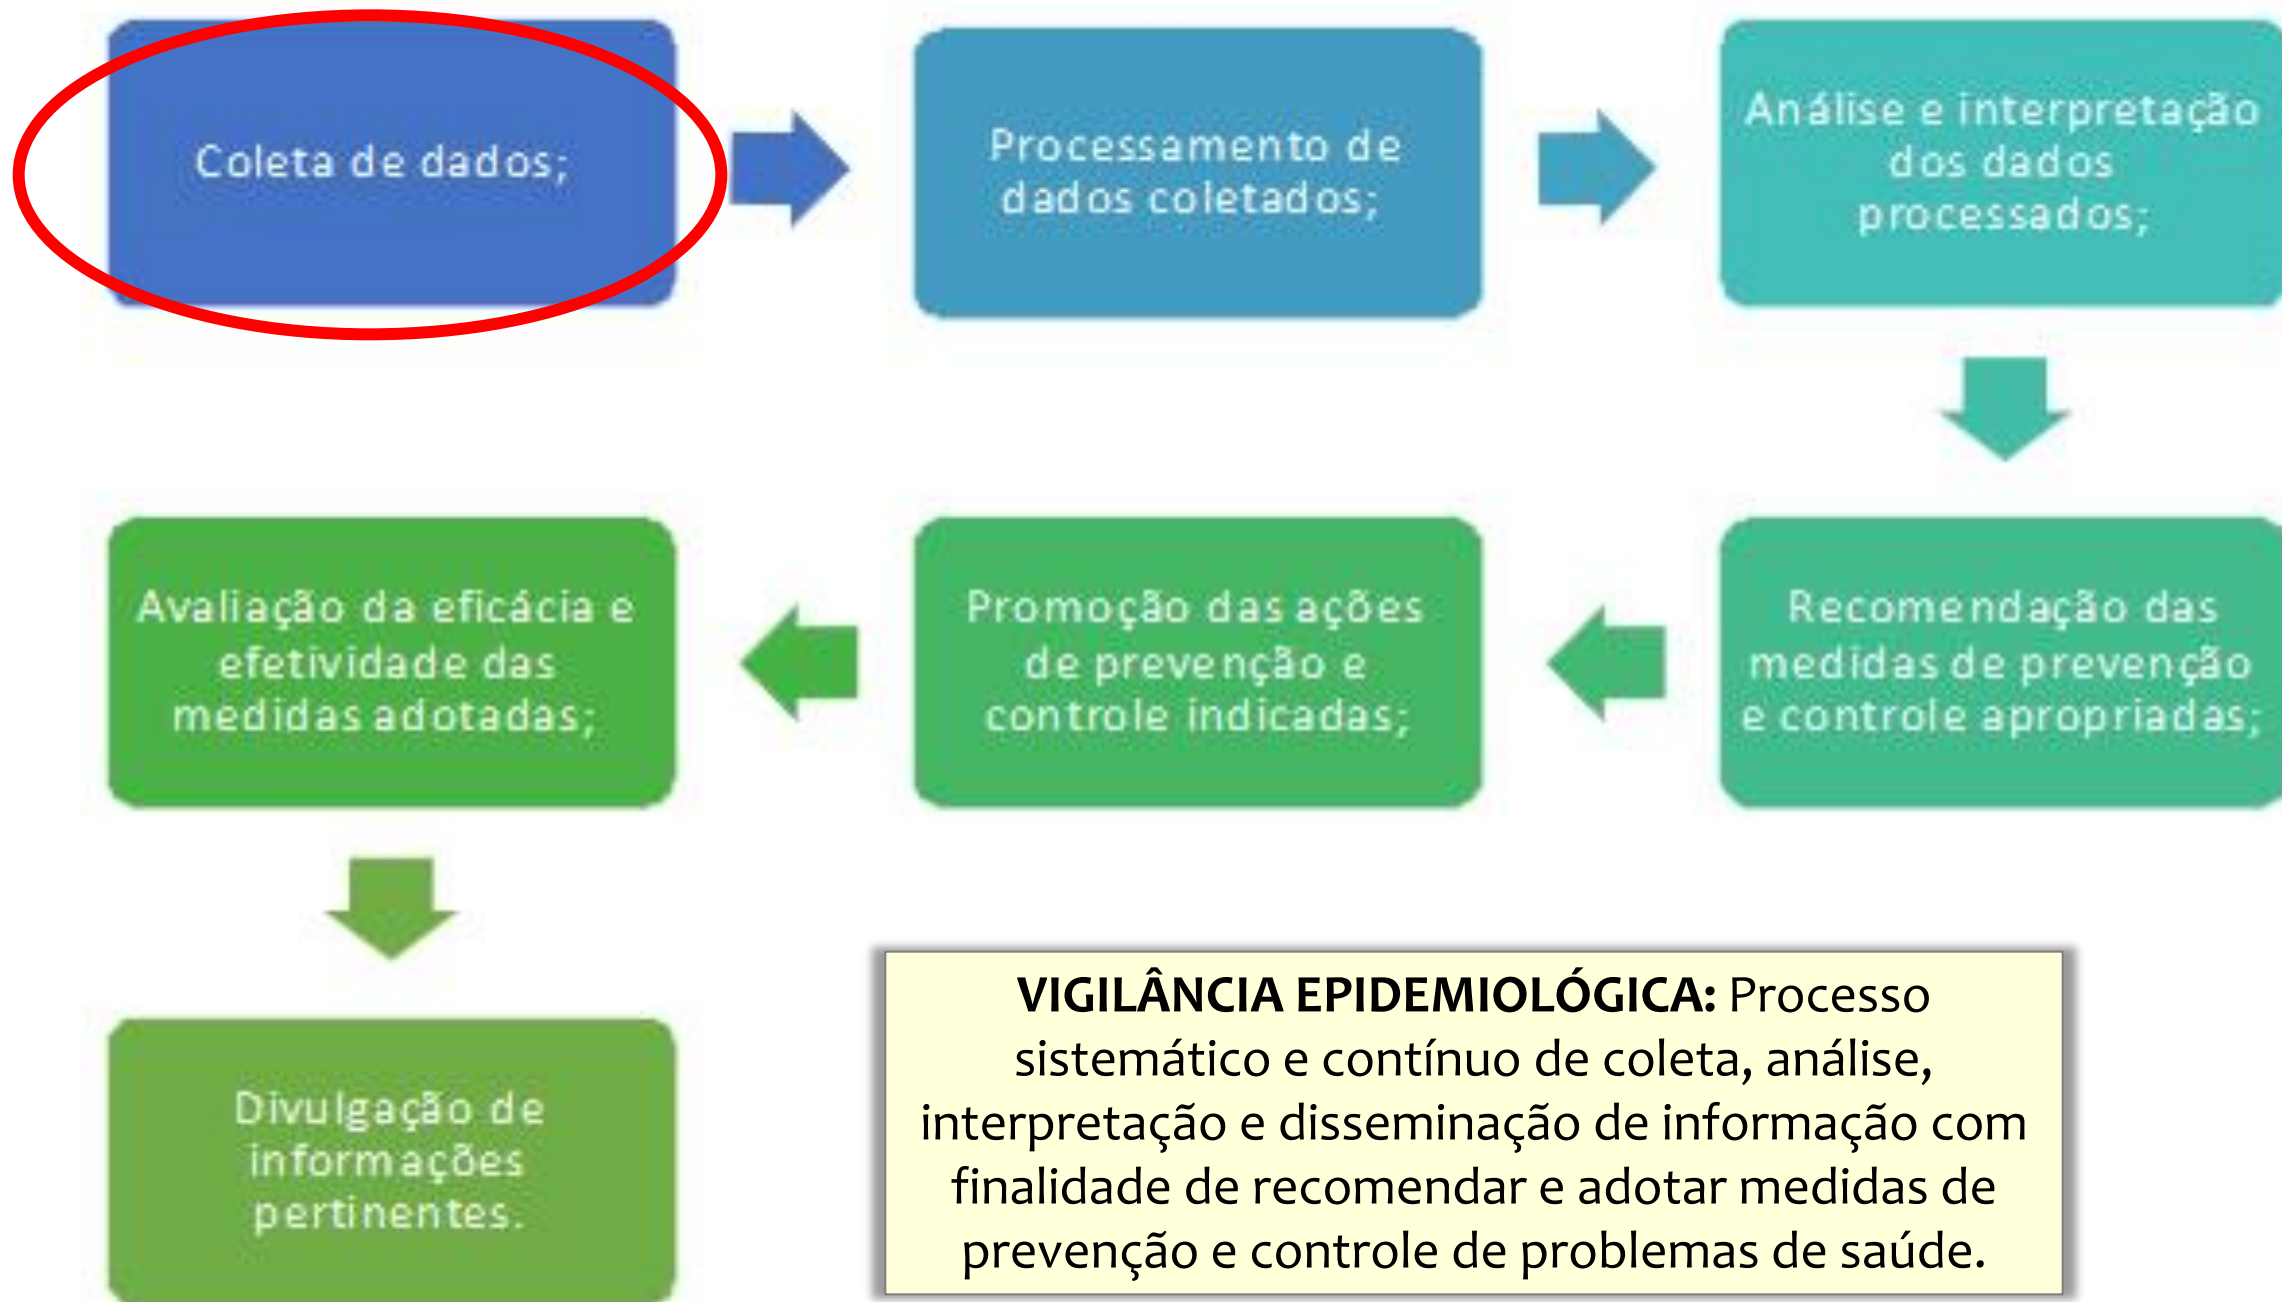 Coleta de dados;
Processamento de
dados coletados;
Análise e interpretação
dos dados
processados;
Recomendação das
medidas de prevenção
e controle apropriadas;
Promoção das ações
de prevenção e
controle indicadas;
Avaliação da eficácia e
efetividade das
medidas adotadas;
Divulgação de
informações
pertinentes.
VIGILÂNCIA EPIDEMIOLÓGICA: Processo
sistemático e contínuo de coleta, análise,
interpretação e disseminação de informação com
finalidade de recomendar e adotar medidas de
prevenção e controle de problemas de saúde.